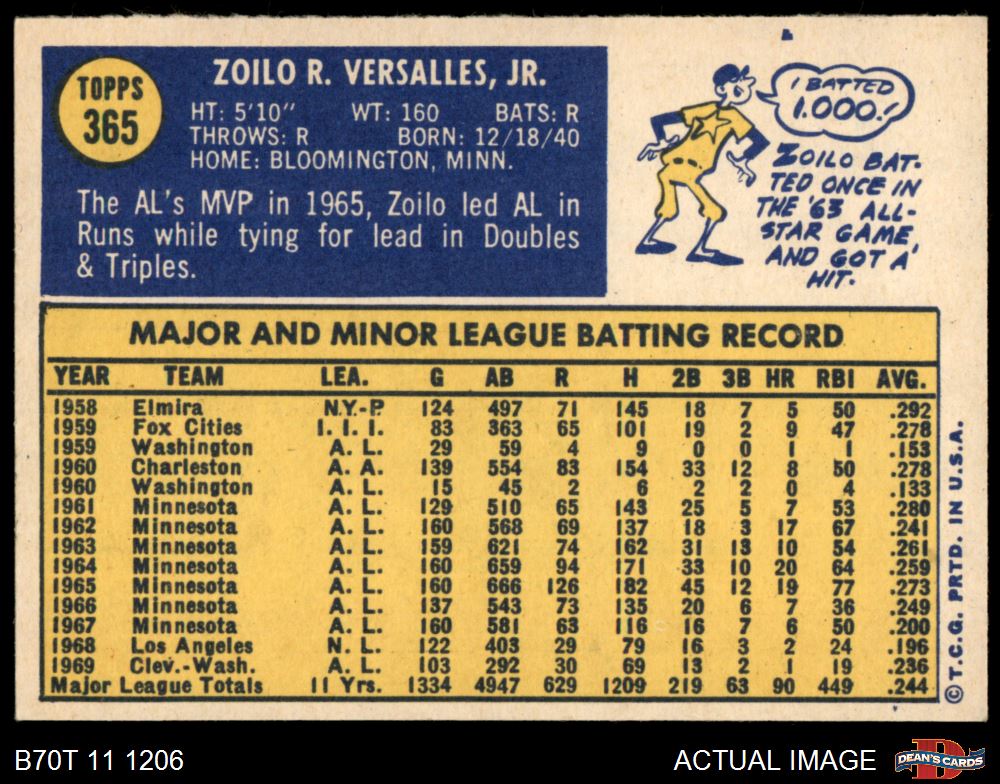 TOPPS
365
ZOILO R. VERSALLES, JR.
HT: 5'10" WT: 160 BATS: R
THROWS: R BORN: 12/18/40
HOME: BLOOMINGTON, MINN.
The AL's MVP in 1965, Zoilo led AL in
Runs while tying for lead in Doubles
& Triples.
I BATTED
1.000!
ZOILO BAT-
TED ONCE IN
THE '63 ALL-
STAR GAME,
AND GOT A
HIT.
MAJOR AND MINOR LEAGUE BATTING RECORD
YEAR TEAM LEA. G AB R H 2B 3B HR RBI AVG.
1958 Elmira N.Y.-P. 124 497 71 145 18 7 5 50 .292
1959 Fox Cities I. I. I. 83 363 65 101 19 2 9 47 .278
1959 Washington A. L. 29 59 4 9 0 0 1 1 .153
1960 Charleston A. A. 139 554 83 154 33 12 8 50 .278
1960 Washington A. L. 15 45 2 6 2 2 0 4 .133
1961 Minnesota A. L. 129 510 65 143 25 5 7 53 .280
1962 Minnesota A. L. 160 568 69 137 18 3 17 67 .241
1963 Minnesota A. L. 159 621 74 162 31 13 10 54 .261
1964 Minnesota A. L. 160 659 94 171 33 10 20 64 .259
1965 Minnesota A. L. 160 666 126 182 45 12 19 77 .273
1966 Minnesota A. L. 137 543 73 135 20 6 7 36 .249
1967 Minnesota A. L. 160 581 63 116 16 7 6 50 .200
1968 Los Angeles N. L. 122 403 29 79 16 3 2 24 .196
1969 Clev.-Wash. A. L. 103 292 30 69 13 2 1 19 .236
Major League Totals 11 Yrs. 1334 4947 629 1209 219 63 90 449 .244
© T.C.G. PRTD. IN U.S.A.
B70T 11 1206
ACTUAL IMAGE
D
DEAN'S CARDS